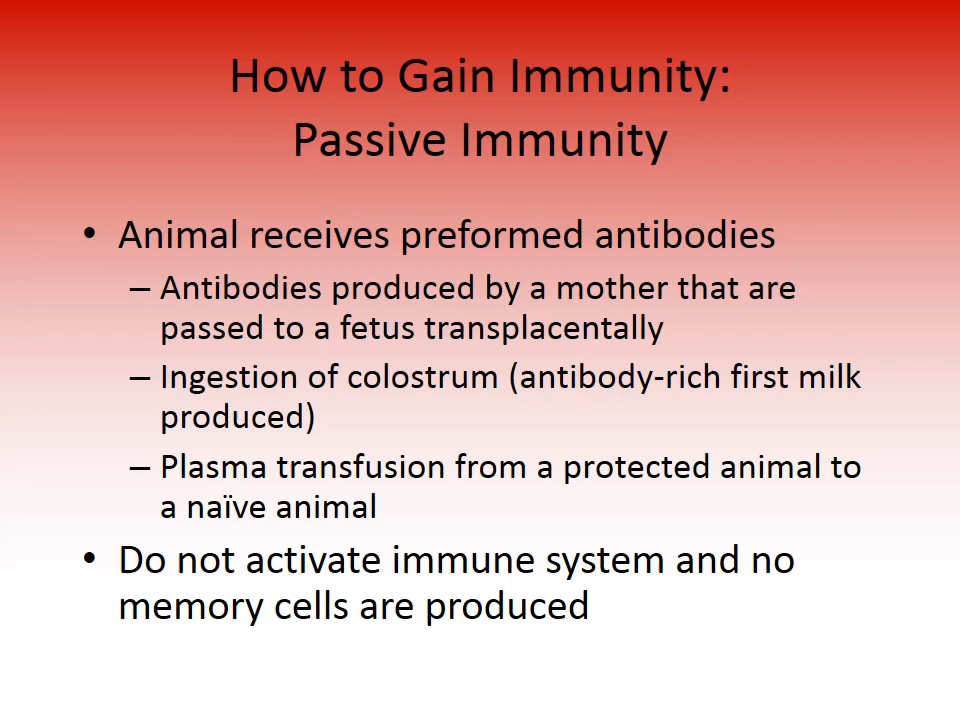 How to Gain Immunity:
Passive Immunity
• Animal receives preformed antibodies
– Antibodies produced by a mother that are
passed to a fetus transplacentally
– Ingestion of colostrum (antibody-rich first milk
produced)
– Plasma transfusion from a protected animal to
a naïve animal
• Do not activate immune system and no
memory cells are produced